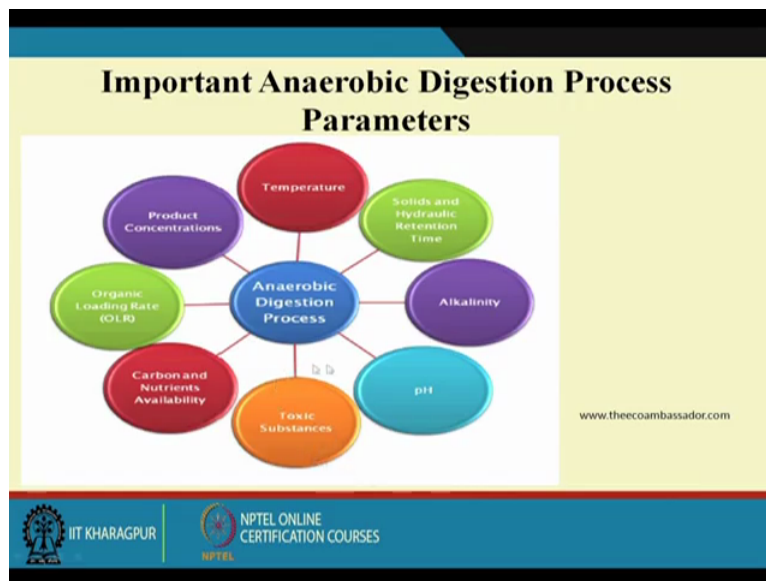 Important Anaerobic Digestion Process
Parameters
Temperature
Solids and
Hydraulic
Retention
Time
Alkalinity
pH
Toxic
Substances
Carbon and
Nutrients
Availability
Organic
Loading Rate
(OLR)
Product
Concentrations
Anaerobic
Digestion
Process
www.theecoambassador.com
IIT KHARAGPUR
NPTEL
NPTEL ONLINE
CERTIFICATION COURSES